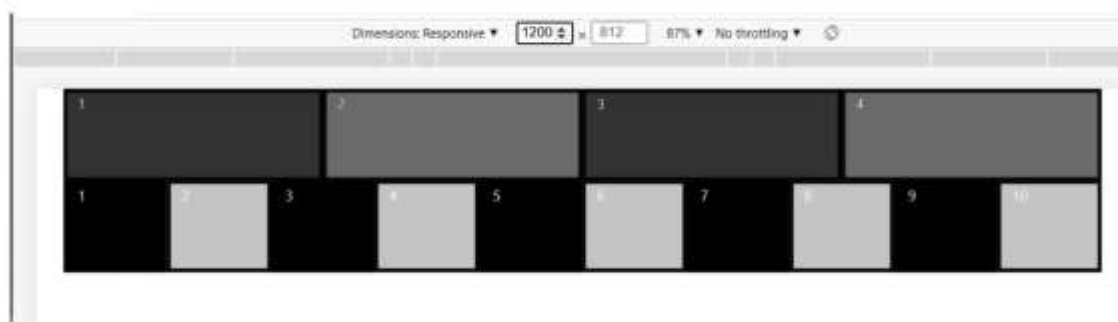 Dimensions: Responsive ▼ 1200 x 812 87% ▼ No throttling ▼
1 2 3 4
1 2 3 4 5 6 7 8 9 10